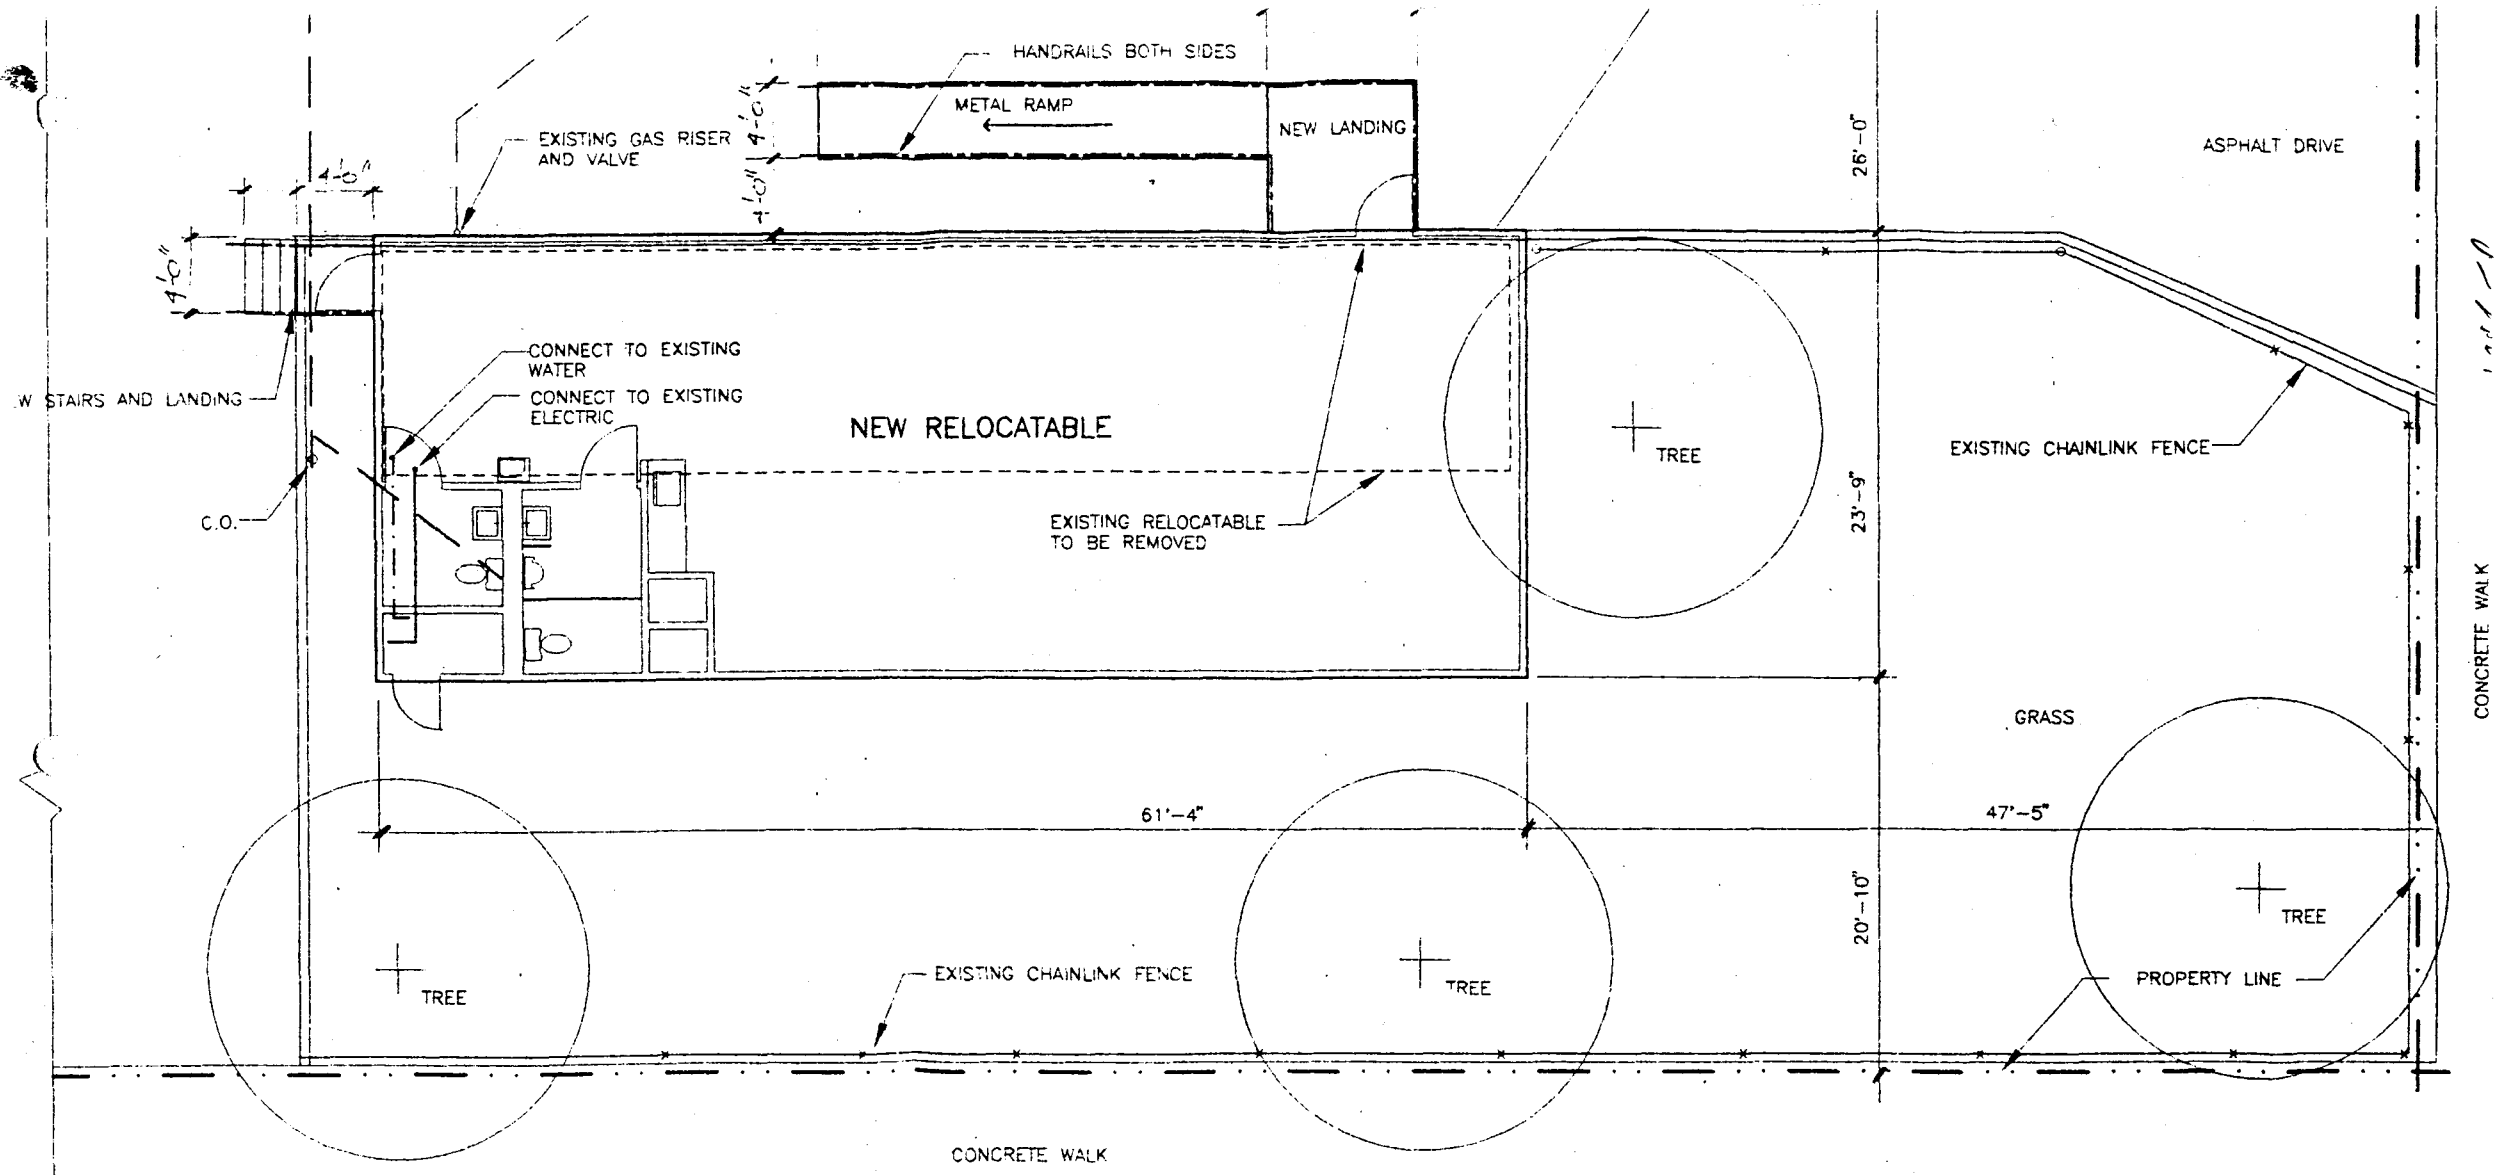 HANDRAILS BOTH SIDES
METAL RAMP
NEW LANDING
EXISTING GAS RISER
AND VALVE
4'-0"
4'-0"
4'-0"
4'-0"
26'-0"
ASPHALT DRIVE
CONNECT TO EXISTING
WATER
CONNECT TO EXISTING
ELECTRIC
W STAIRS AND LANDING
NEW RELOCATABLE
TREE
EXISTING CHAINLINK FENCE
C.O.
EXISTING RELOCATABLE
TO BE REMOVED
23'-9"
CONCRETE WALK
GRASS
61'-4"
47'-5"
20'-10"
TREE
EXISTING CHAINLINK FENCE
TREE
TREE
PROPERTY LINE
CONCRETE WALK